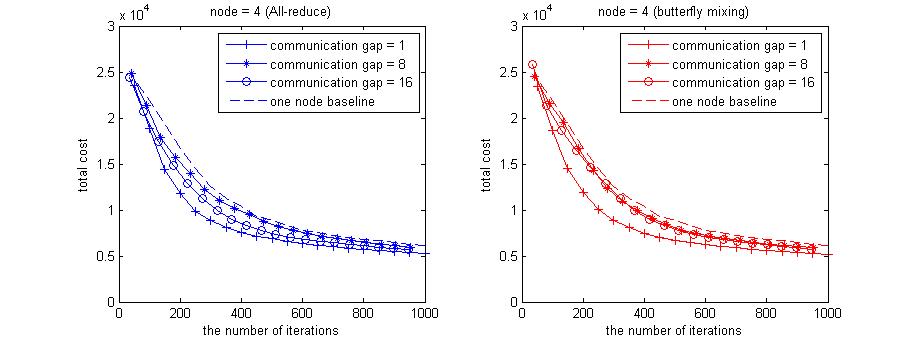 node = 4 (All-reduce)
x 10^4
3
2.5
2
1.5
1
0.5
0
total cost
communication gap = 1
communication gap = 8
communication gap = 16
one node baseline
0 200 400 600 800 1000
the number of iterations
node = 4 (butterfly mixing)
x 10^4
3
2.5
2
1.5
1
0.5
0
total cost
communication gap = 1
communication gap = 8
communication gap = 16
one node baseline
0 200 400 600 800 1000
the number of iterations